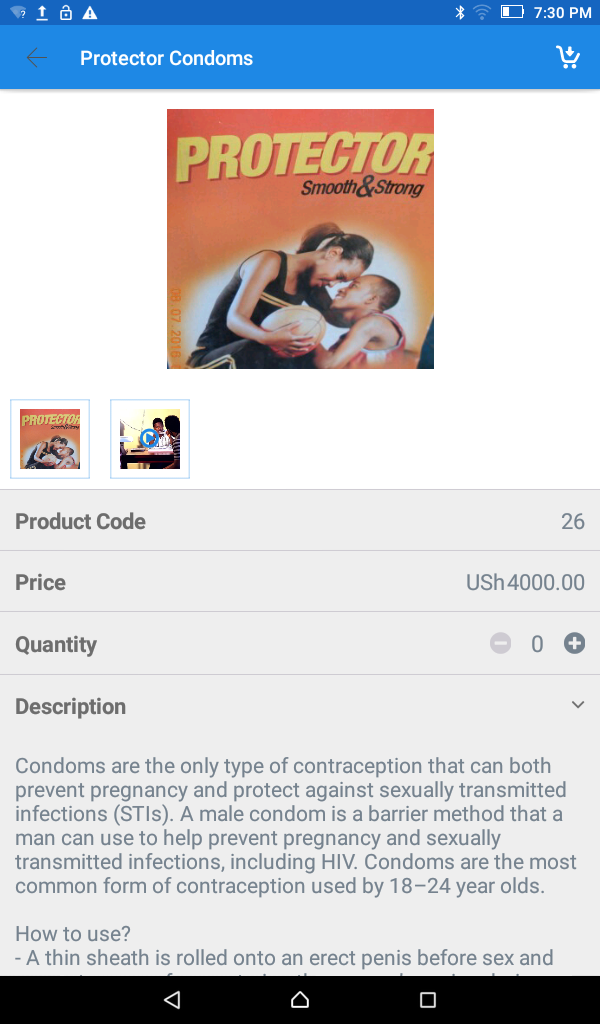 7:30 PM
Protector Condoms
PROTECTOR
Smooth&Strong
08.07.2016
PROTECTOR
Product Code
26
Price
USh4000.00
Quantity
0
Description
Condoms are the only type of contraception that can both
prevent pregnancy and protect against sexually transmitted
infections (STIs). A male condom is a barrier method that a
man can use to help prevent pregnancy and sexually
transmitted infections, including HIV. Condoms are the most
common form of contraception used by 18–24 year olds.
How to use?
- A thin sheath is rolled onto an erect penis before sex and